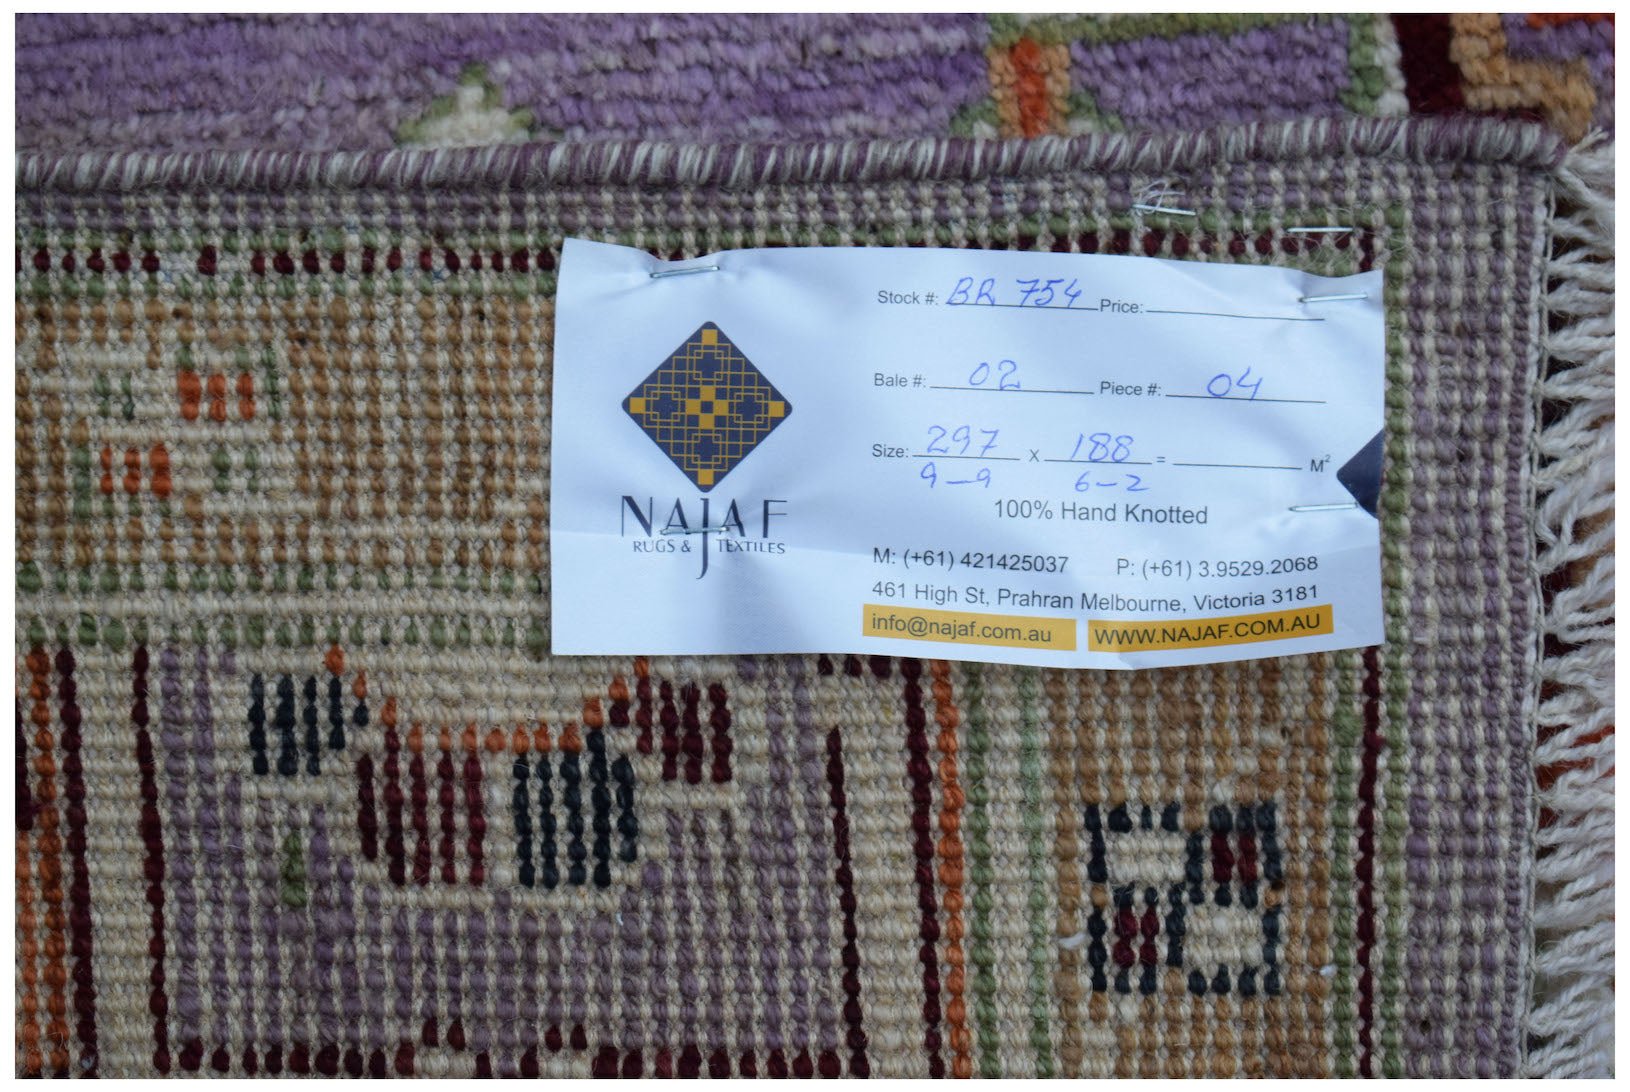 NAJAF
RUGS & TEXTILES
Stock #: BR 754 Price:
Bale #: 02 Piece #: 04
Size: 297 x 188 = M²
9-9 6-2
100% Hand Knotted
M: (+61) 421425037 P: (+61) 3.9529.2068
461 High St, Prahran Melbourne, Victoria 3181
info@najaf.com.au WWW.NAJAF.COM.AU